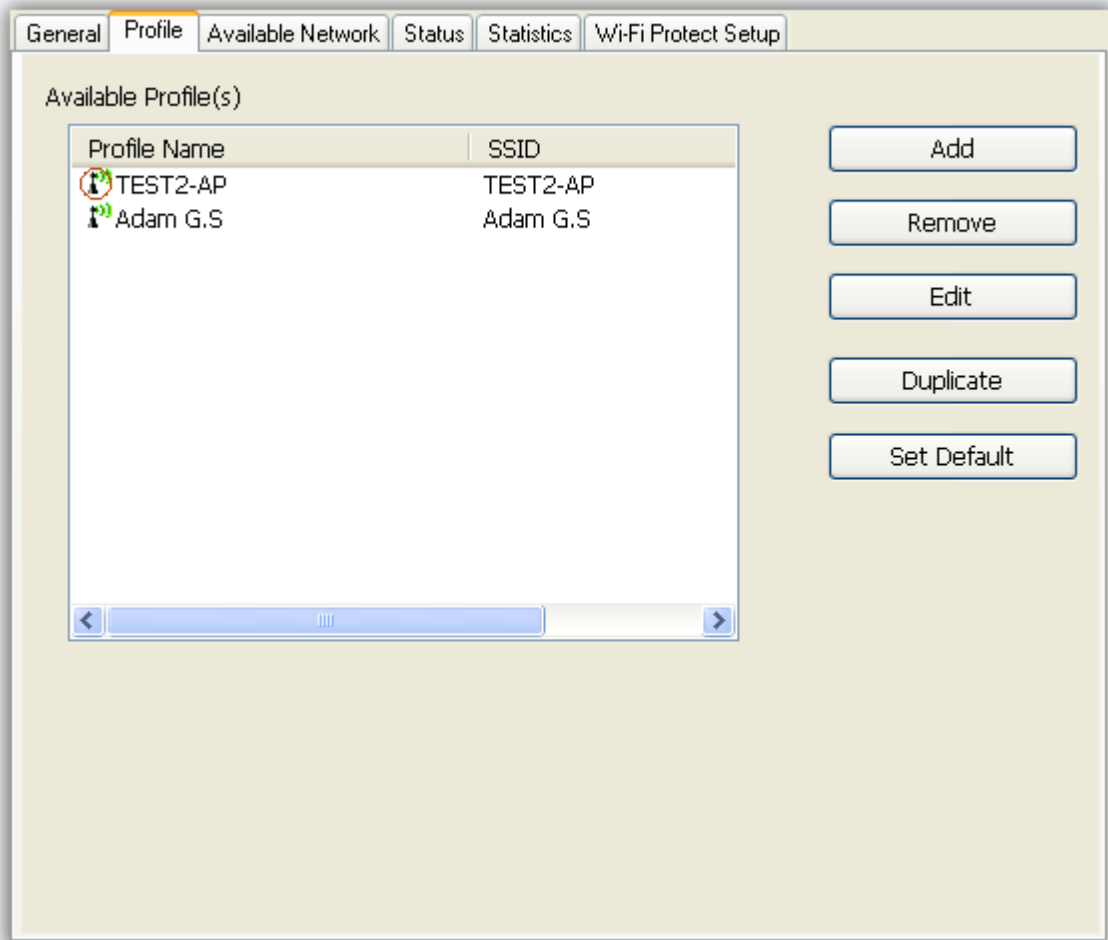 General Profile Available Network Status Statistics Wi-Fi Protect Setup
Available Profile(s)
Profile Name SSID
TEST2-AP TEST2-AP
Adam G.S Adam G.S
Add
Remove
Edit
Duplicate
Set Default